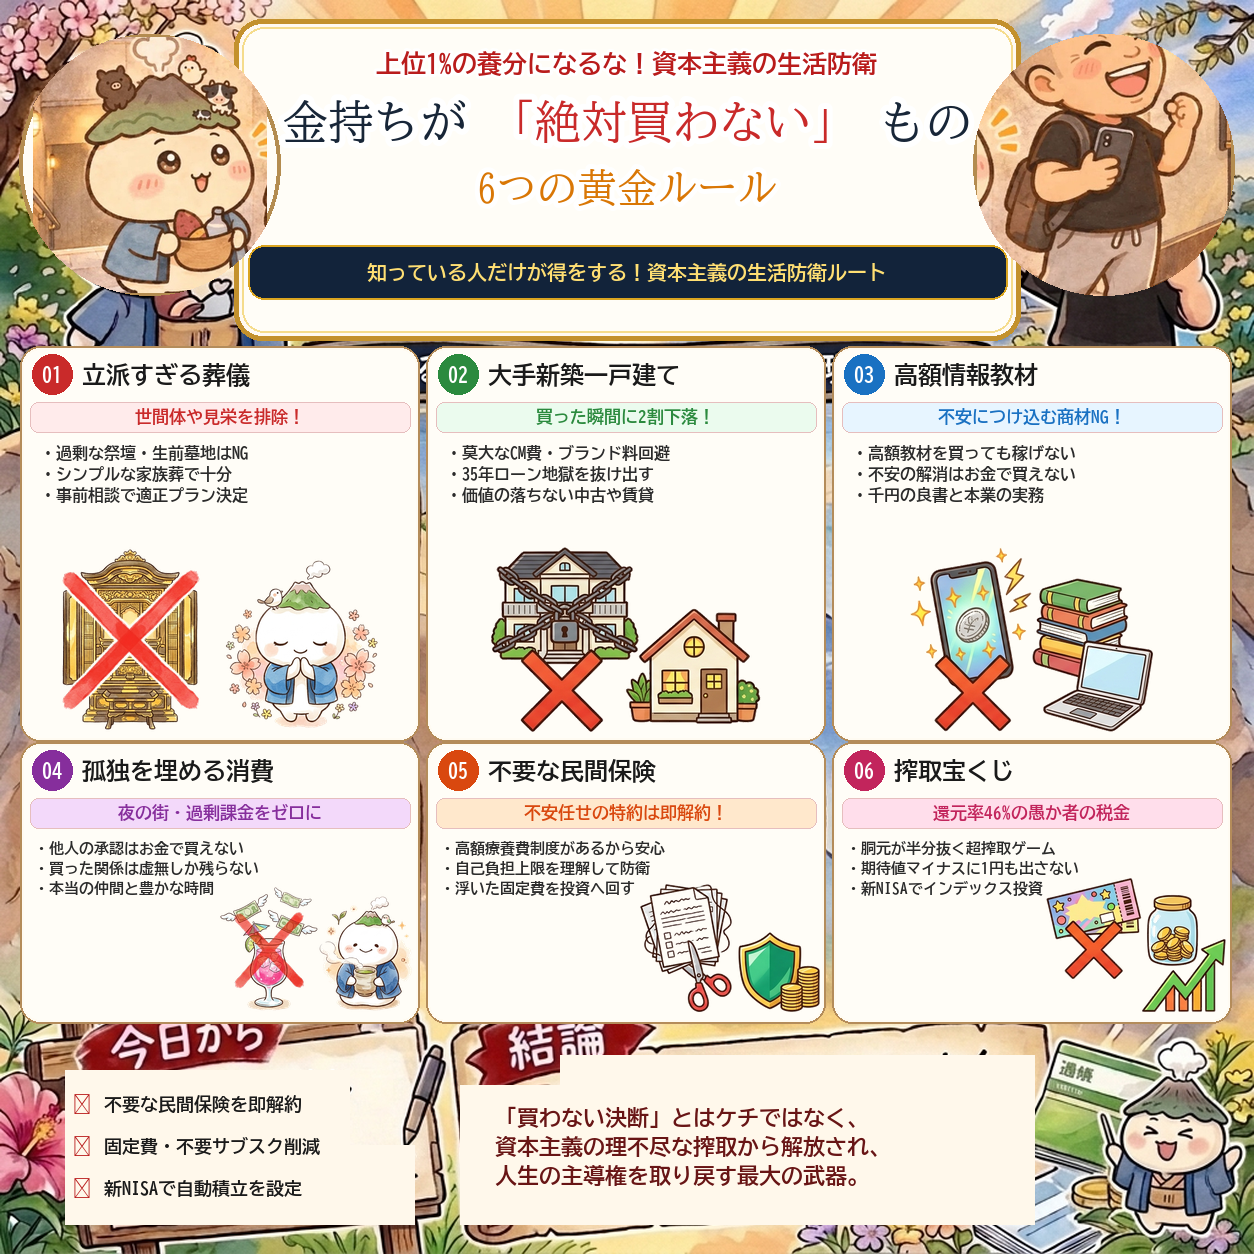 上位1%の養分になるな！資本主義の生活防衛
金持ちが「絶対買わない」もの
6つの黄金ルール
知っている人だけが得をする！資本主義の生活防衛ルート
01 立派すぎる葬儀
世間体や見栄を排除！
・過剰な祭壇・生前墓地はNG
・シンプルな家族葬で十分
・事前相談で適正プラン決定
02 大手新築一戸建て
買った瞬間に2割下落！
・莫大なCM費・ブランド料回避
・35年ローン地獄を抜け出す
・価値の落ちない中古や賃貸
03 高額情報教材
不安につけ込む商材NG！
・高額教材を買っても稼げない
・不安の解消はお金で買えない
・千円の良書と本業の実務
04 孤独を埋める消費
夜の街・過剰課金をゼロに
・他人の承認はお金で買えない
・買った関係は虚無しか残らない
・本当の仲間と豊かな時間
05 不要な民間保険
不安任せの特約は即解約！
・高額療養費制度があるから安心
・自己負担上限を理解して防衛
・浮いた固定費を投資へ回す
06 搾取宝くじ
還元率46%の愚か者の税金
・胴元が半分抜く超搾取ゲーム
・期待値マイナスに1円も出さない
・新NISAでインデックス投資
今日から
不要な民間保険を即解約
固定費・不要サブスク削減
新NISAで自動積立を設定
結論
「買わない決断」とはケチではなく、
資本主義の理不尽な搾取から解放され、
人生の主導権を取り戻す最大の武器。